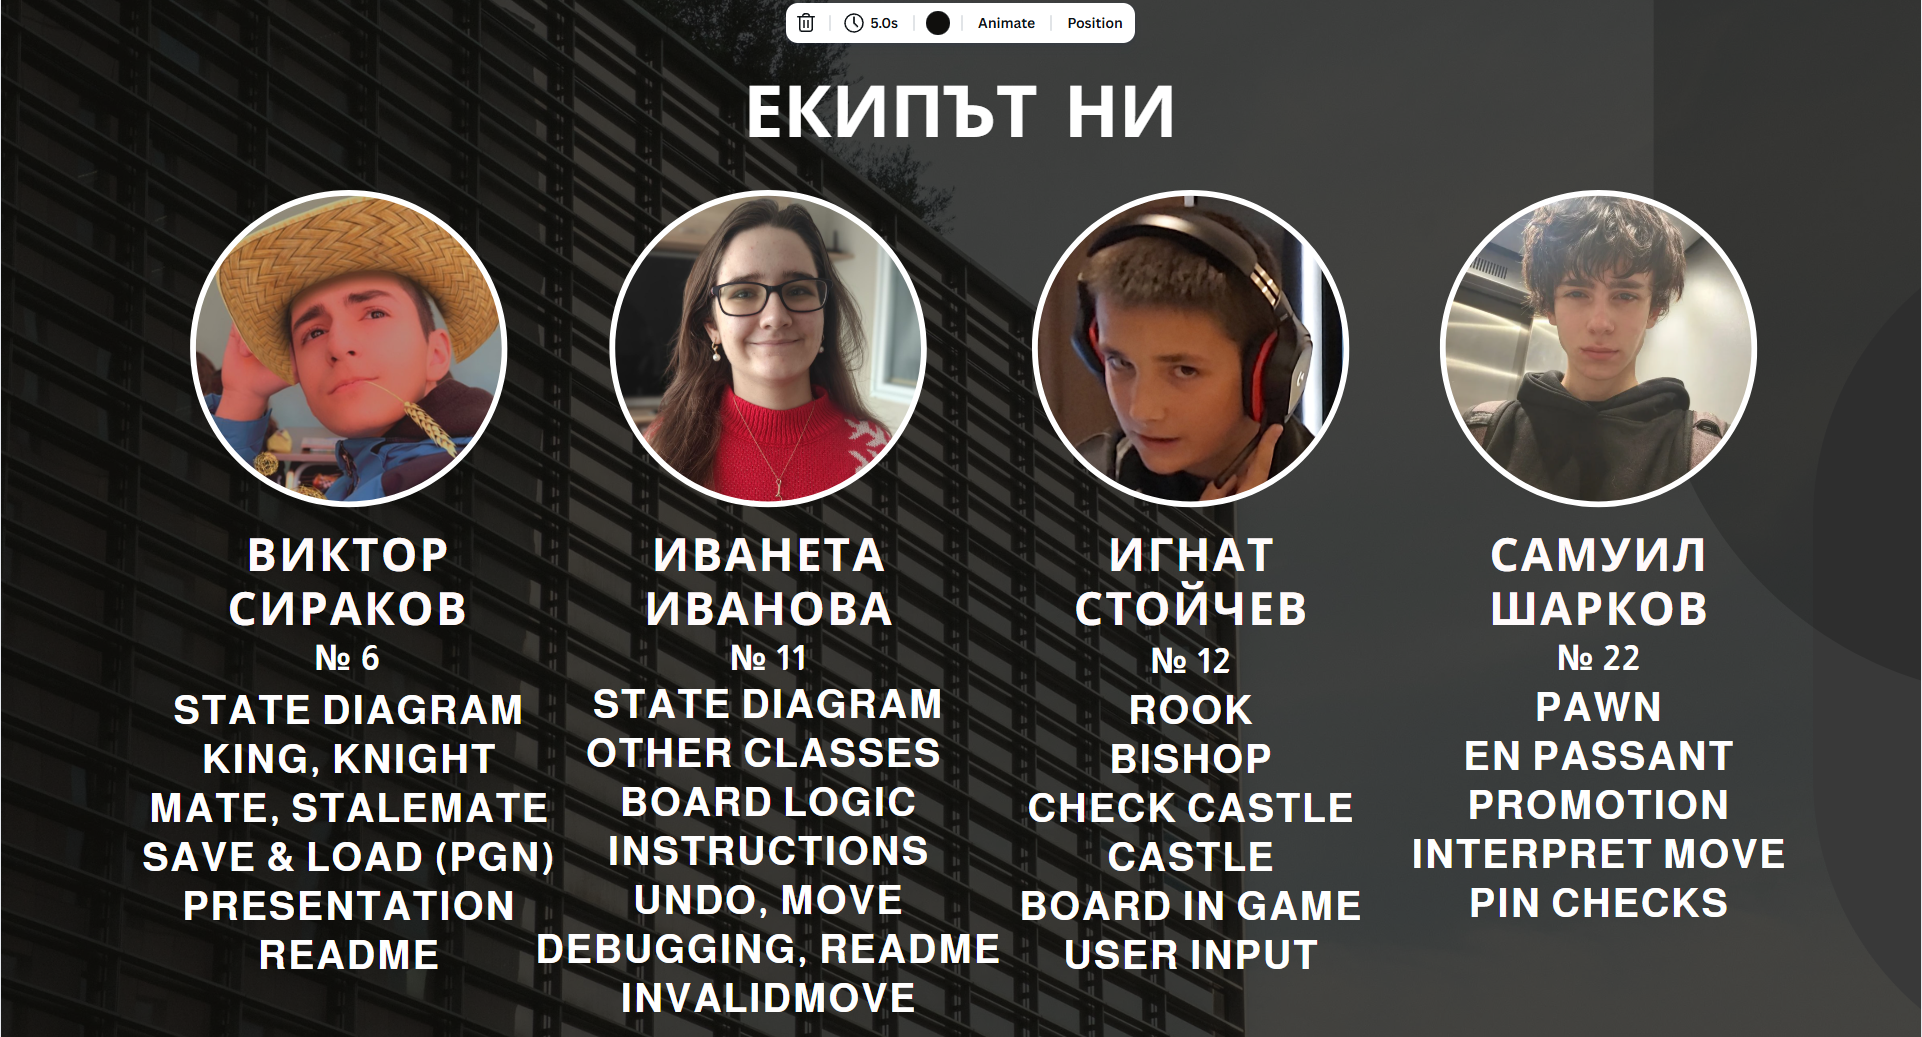 5.0s
Animate
Position
ЕКИПЪТ НИ
ВИКТОР
СИРАКОВ
№ 6
STATE DIAGRAM
KING, KNIGHT
MATE, STALEMATE
SAVE & LOAD (PGN)
PRESENTATION
README
ИВАНЕТА
ИВАНОВА
№ 11
STATE DIAGRAM
OTHER CLASSES
BOARD LOGIC
INSTRUCTIONS
UNDO, MOVE
DEBUGGING, README
INVALIDMOVE
ИГНАТ
СТОЙЧЕВ
№ 12
ROOK
BISHOP
CHECK CASTLE
CASTLE
BOARD IN GAME
USER INPUT
САМУИЛ
ШАРКОВ
№ 22
PAWN
EN PASSANT
PROMOTION
INTERPRET MOVE
PIN CHECKS